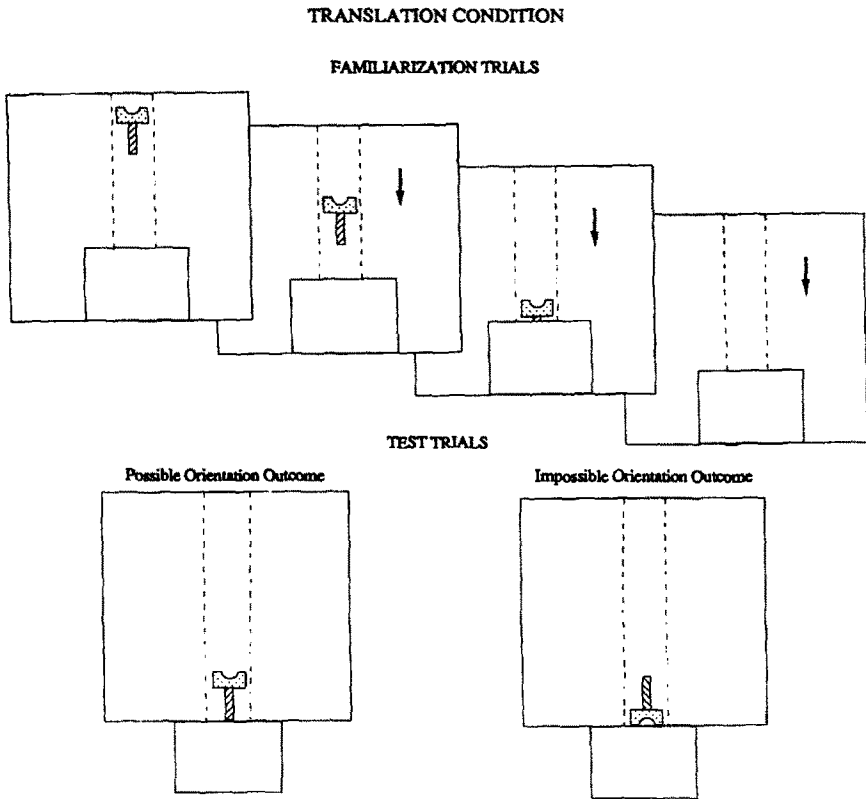 TRANSLATION CONDITION
FAMILIARIZATION TRIALS
TEST TRIALS
Possible Orientation Outcome
Impossible Orientation Outcome